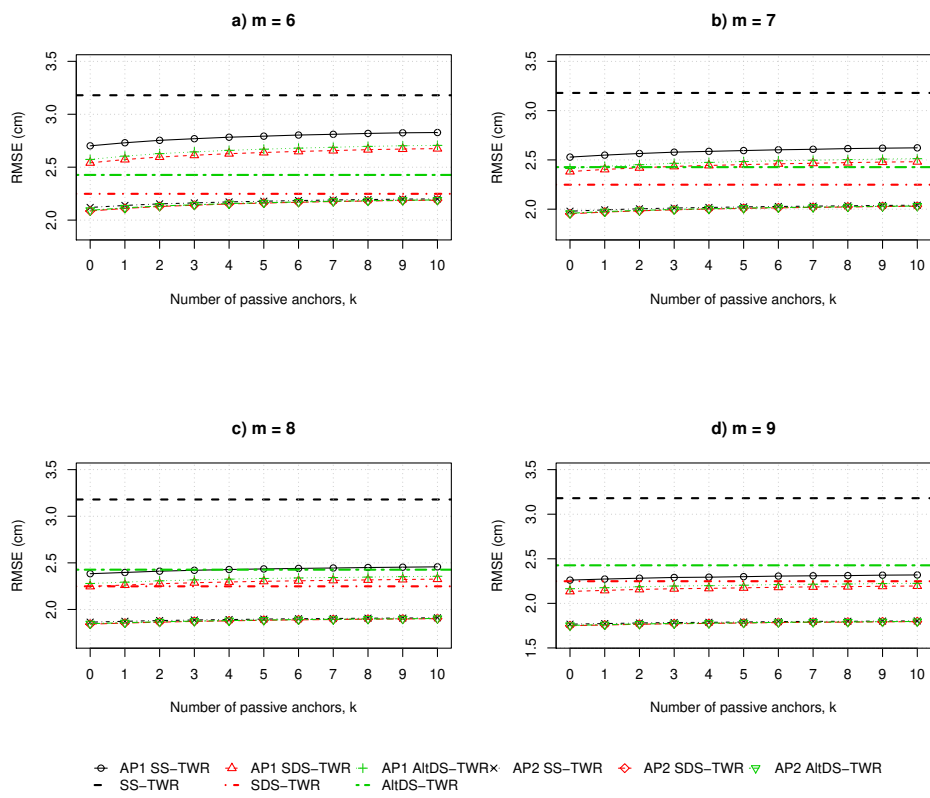 a) m = 6
RMSE (cm)
3.5
3.0
2.5
2.0
0 1 2 3 4 5 6 7 8 9 10
Number of passive anchors, k
b) m = 7
RMSE (cm)
3.5
3.0
2.5
2.0
0 1 2 3 4 5 6 7 8 9 10
Number of passive anchors, k
c) m = 8
RMSE (cm)
3.5
3.0
2.5
2.0
0 1 2 3 4 5 6 7 8 9 10
Number of passive anchors, k
d) m = 9
RMSE (cm)
3.5
3.0
2.5
2.0
1.5
0 1 2 3 4 5 6 7 8 9 10
Number of passive anchors, k
AP1 SS−TWR AP1 SDS−TWR AP1 AltDS−TWR AP2 SS−TWR AP2 SDS−TWR AP2 AltDS−TWR
SS−TWR SDS−TWR AltDS−TWR